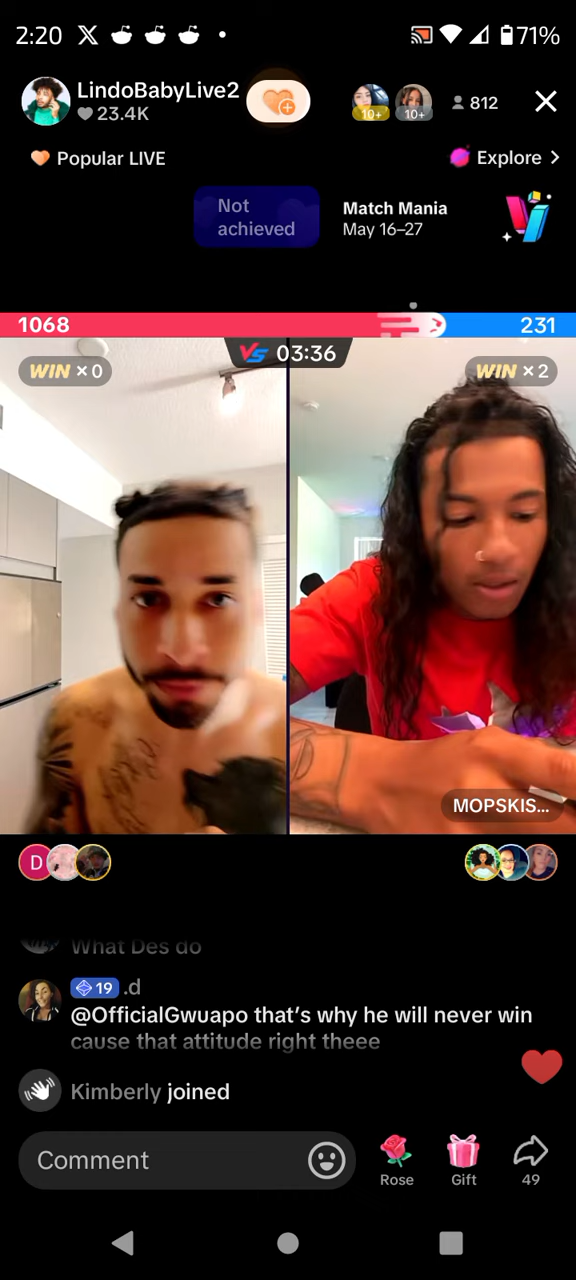 2:20
71%
LindoBabyLive2
23.4K
10+
10+
812
Popular LIVE
Explore
Not
achieved
Match Mania
May 16–27
1068
231
WIN × 0
VS 03:36
WIN × 2
MOPSKIS...
D
What Des do
19 .d
@OfficialGwuapo that’s why he will never win
cause that attitude right theee
Kimberly joined
Comment
Rose
Gift
49